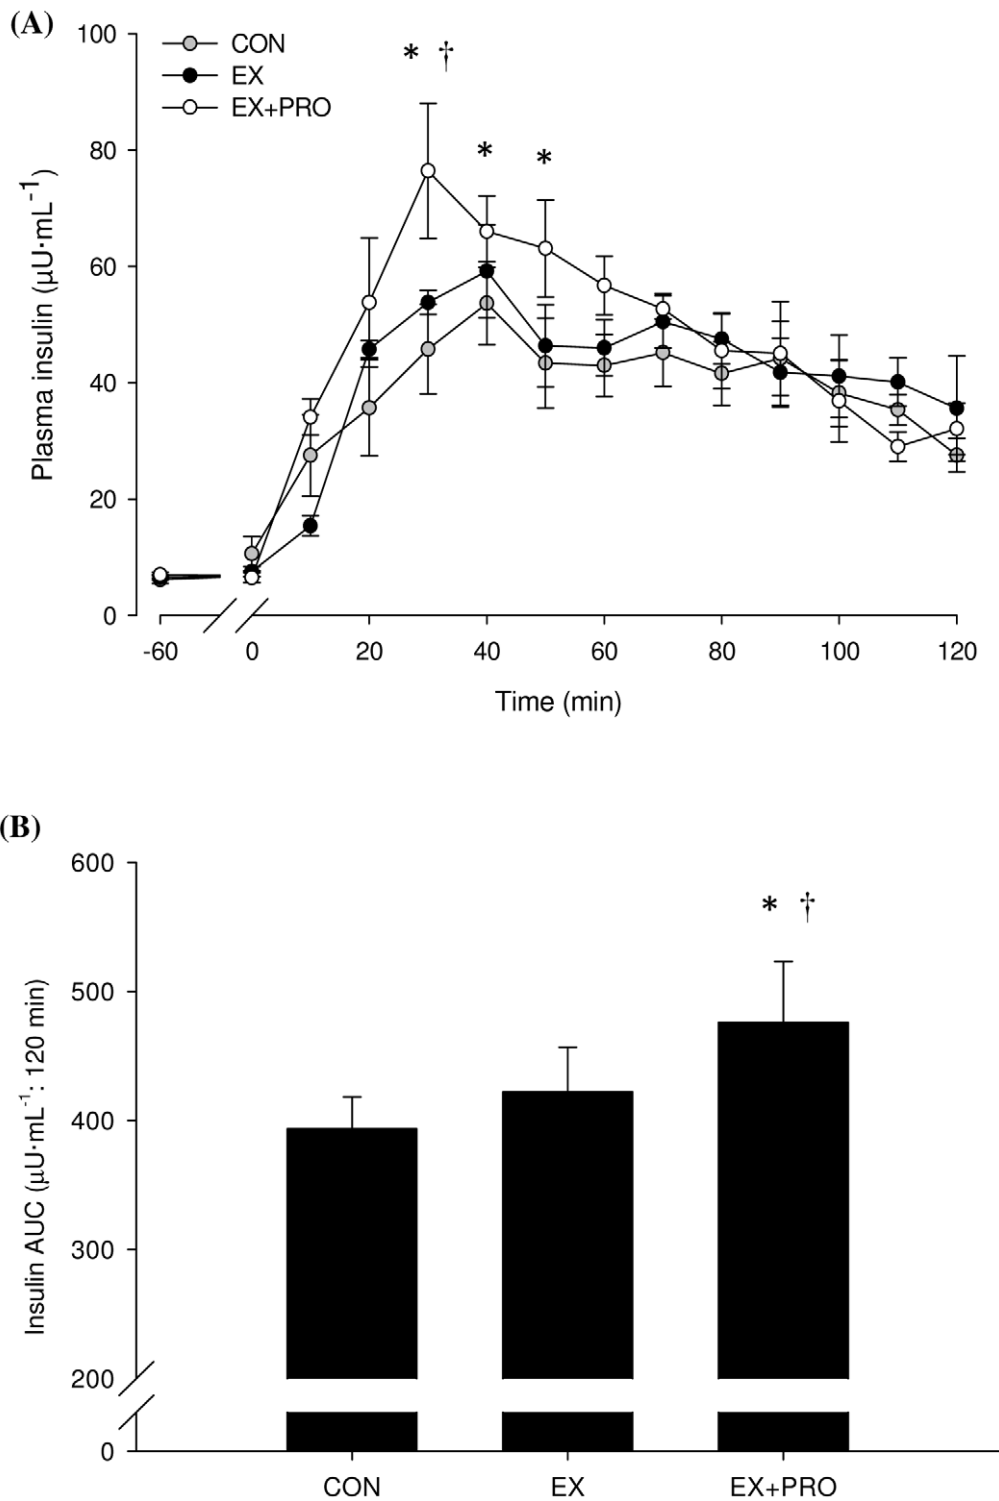 (A)
100
CON
EX
EX+PRO
* †
80
* *
60
40
20
0
Plasma insulin (µU·mL⁻¹)
-60 0 20 40 60 80 100 120
Time (min)
(B)
600
* †
500
400
300
200
0
Insulin AUC (µU·mL⁻¹: 120 min)
CON EX EX+PRO